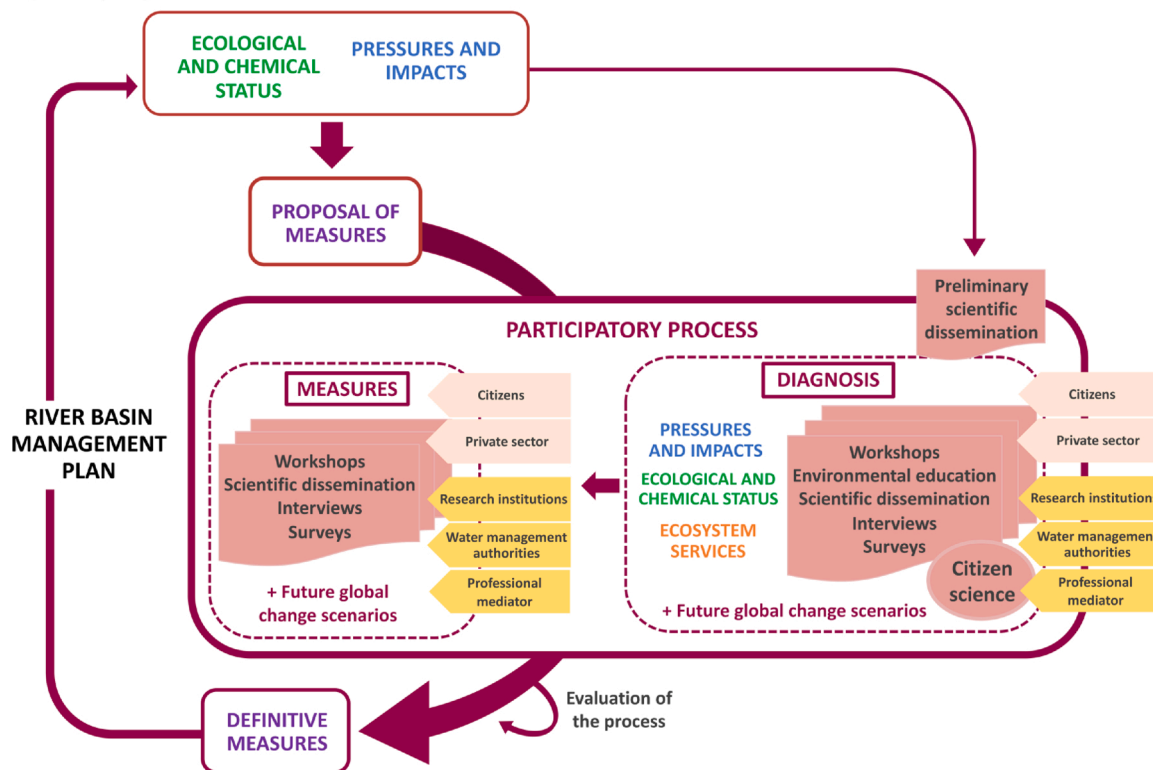 ECOLOGICAL
AND CHEMICAL
STATUS
PRESSURES AND
IMPACTS
PROPOSAL OF
MEASURES
Preliminary
scientific
dissemination
PARTICIPATORY PROCESS
MEASURES
Workshops
Scientific dissemination
Interviews
Surveys
+ Future global
change scenarios
Citizens
Private sector
Research institutions
Water management
authorities
Professional
mediator
DIAGNOSIS
PRESSURES
AND IMPACTS
ECOLOGICAL AND
CHEMICAL STATUS
ECOSYSTEM
SERVICES
Workshops
Environmental education
Scientific dissemination
Interviews
Surveys
Citizen
science
+ Future global change scenarios
Citizens
Private sector
Research institution
Water management
authorities
Professional
mediator
RIVER BASIN
MANAGEMENT
PLAN
Evaluation of
the process
DEFINITIVE
MEASURES